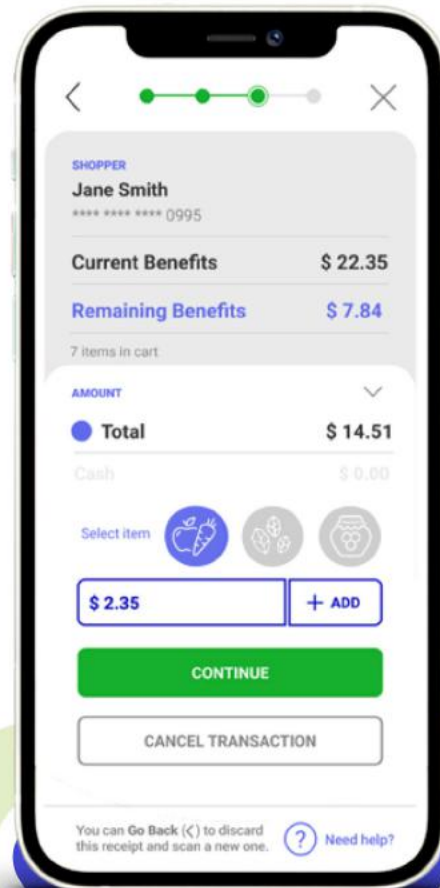 SHOPPER
Jane Smith
**** **** **** 0995
Current Benefits $ 22.35
Remaining Benefits $ 7.84
7 items in cart
AMOUNT
Total $ 14.51
Cash $ 0.00
Select item
$ 2.35 + ADD
CONTINUE
CANCEL TRANSACTION
You can Go Back (<) to discard
this receipt and scan a new one.
? Need help?